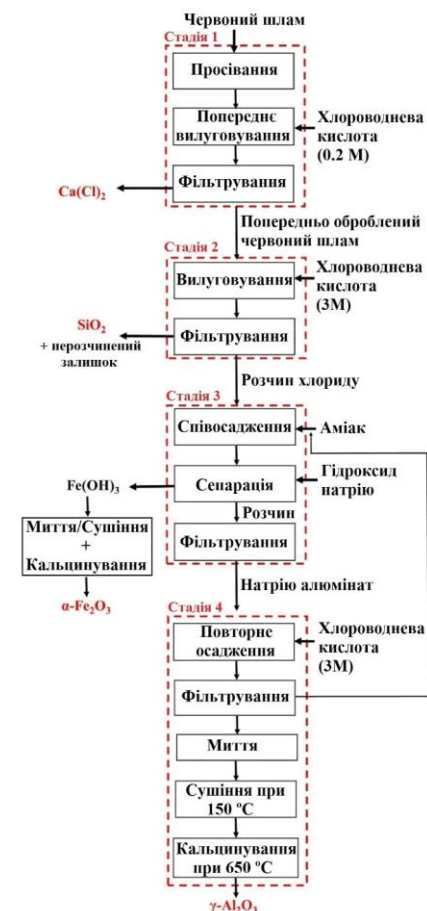 Червоний шлам
Стадія 1
Просівання
Попереднє
вилуговування
Хлороводнева
кислота
(0.2 М)
Фільтрування
Ca(Cl)₂
Попередньо оброблений
червоний шлам
Стадія 2
Вилуговування
Хлороводнева
кислота
(3М)
SiO₂
+ нерозчинений
залишок
Фільтрування
Розчин хлориду
Стадія 3
Співосадження
Аміак
Fe(OH)₃
Сепарація
Гідроксид
натрію
Розчин
Миття/Сушіння
+
Кальцинування
Фільтрування
α-Fe₂O₃
Натрію алюмінат
Стадія 4
Повторне
осадження
Хлороводнева
кислота
(3М)
Фільтрування
Миття
Сушіння при
150 ºC
Кальцинування
при 650 ºC
γ-Al₂O₃